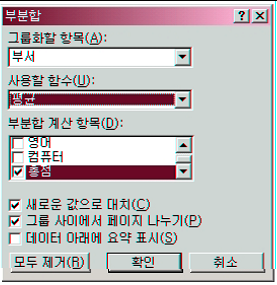 부분합
그룹화할 항목(A):
부서
사용할 함수(U):
평균
부분합 계산 항목(D):
영어
컴퓨터
총점
새로운 값으로 대치(C)
그룹 사이에서 페이지 나누기(P)
데이터 아래에 요약 표시(S)
모두 제거(R) 확인 취소